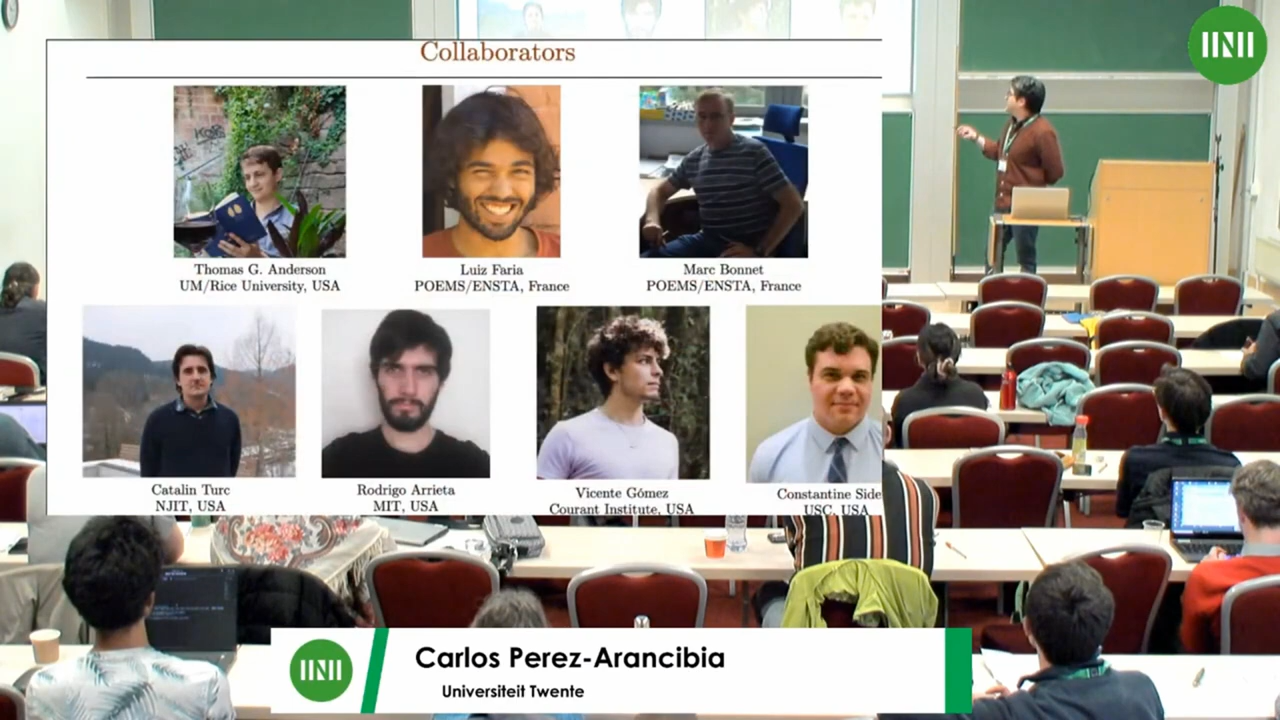 Collaborators
Thomas G. Anderson
UM/Rice University, USA
Luiz Faria
POEMS/ENSTA, France
Marc Bonnet
POEMS/ENSTA, France
Catalin Turc
NJIT, USA
Rodrigo Arrieta
MIT, USA
Vicente Gómez
Courant Institute, USA
Constantine Side
USC, USA
Carlos Perez-Arancibia
Universiteit Twente